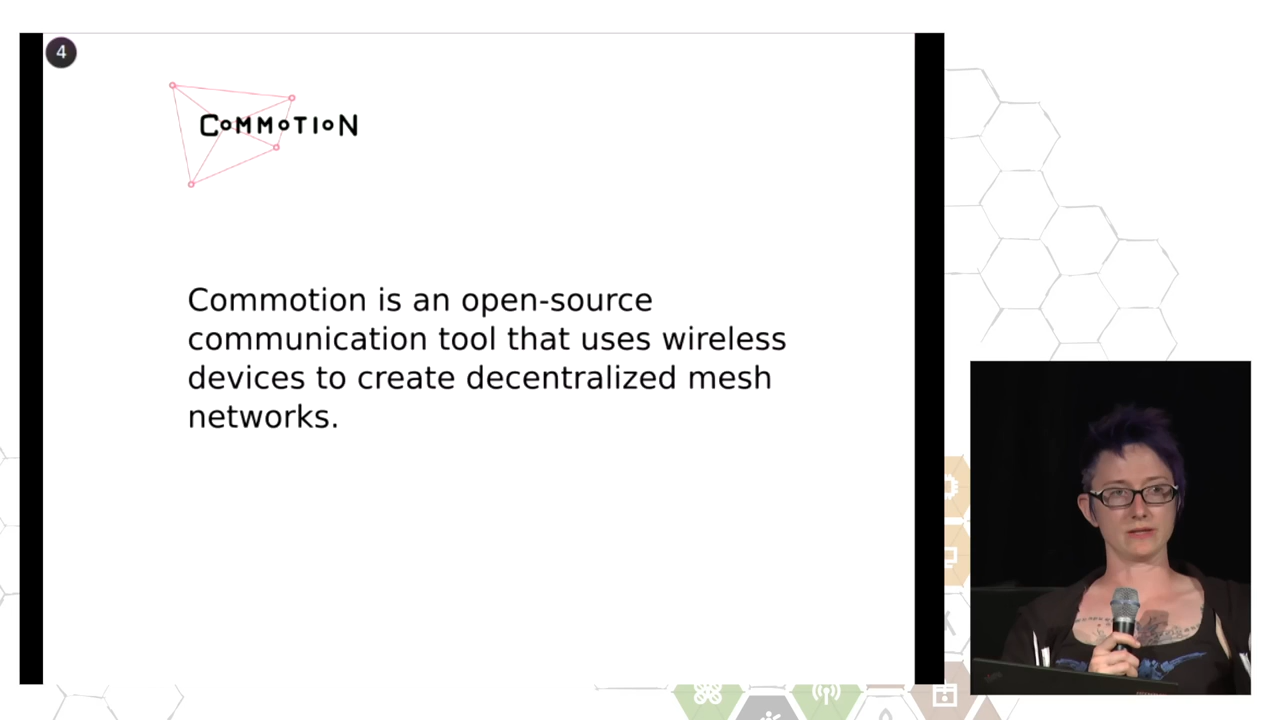 4
COMMOTION
Commotion is an open-source
communication tool that uses wireless
devices to create decentralized mesh
networks.